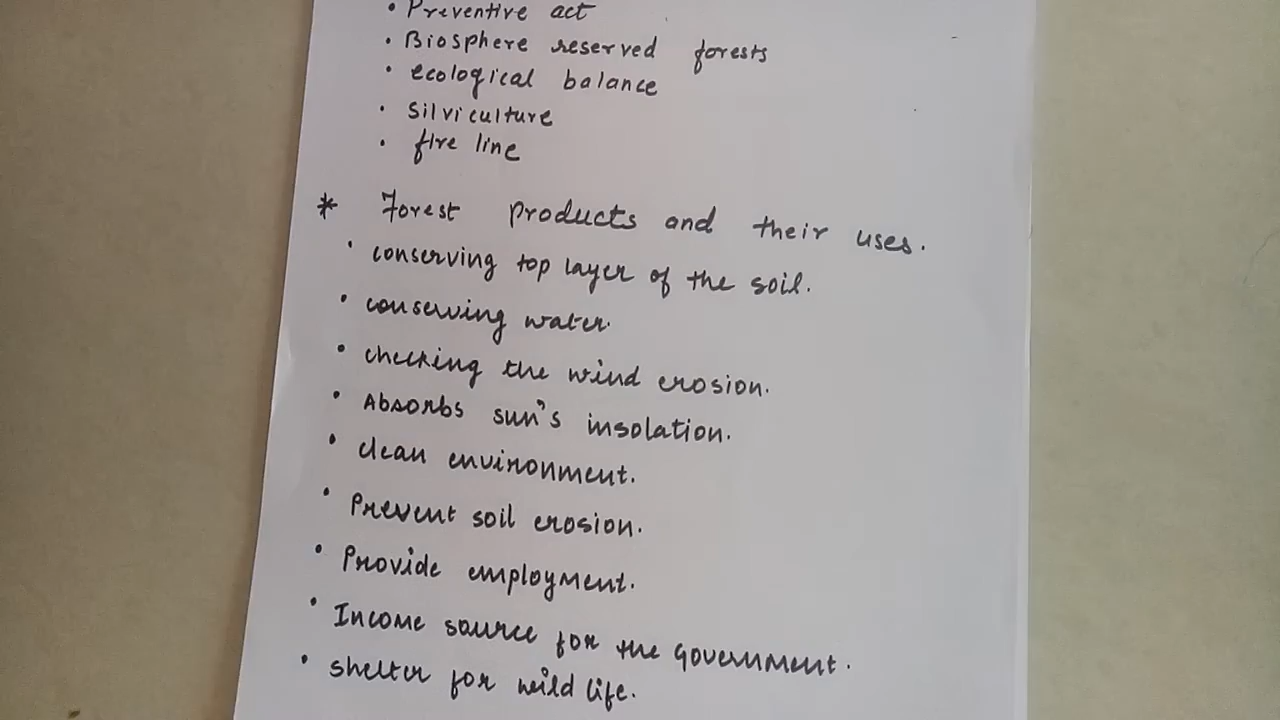 • Preventive act
• Biosphere reserved forests
• ecological balance
• silviculture
• fire line
* Forest products and their uses.
• conserving top layer of the soil.
• conserving water.
• checking the wind erosion.
• Absorbs sun's insolation.
• clean environment.
• Prevent soil erosion.
• Provide employment.
• Income source for the Government.
• shelter for wild life.